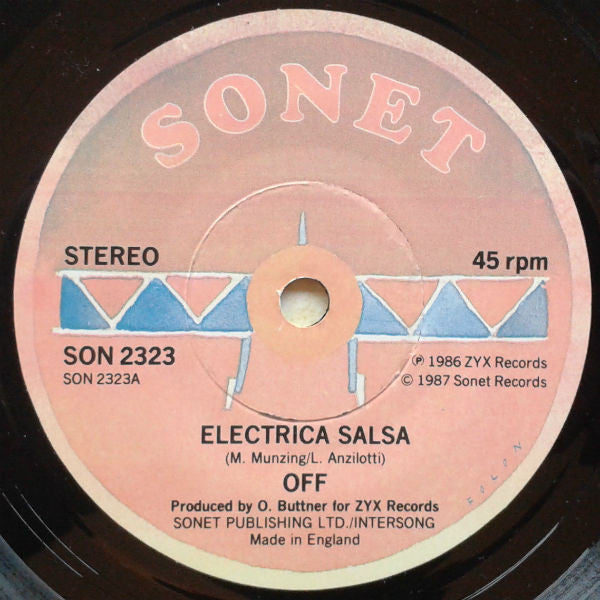 SONET
STEREO
45 rpm
SON 2323
SON 2323A
℗ 1986 ZYX Records
© 1987 Sonet Records
ELECTRICA SALSA
(M. Munzing/L. Anzilotti)
OFF
FOLON
Produced by O. Buttner for ZYX Records
SONET PUBLISHING LTD./INTERSONG
Made in England